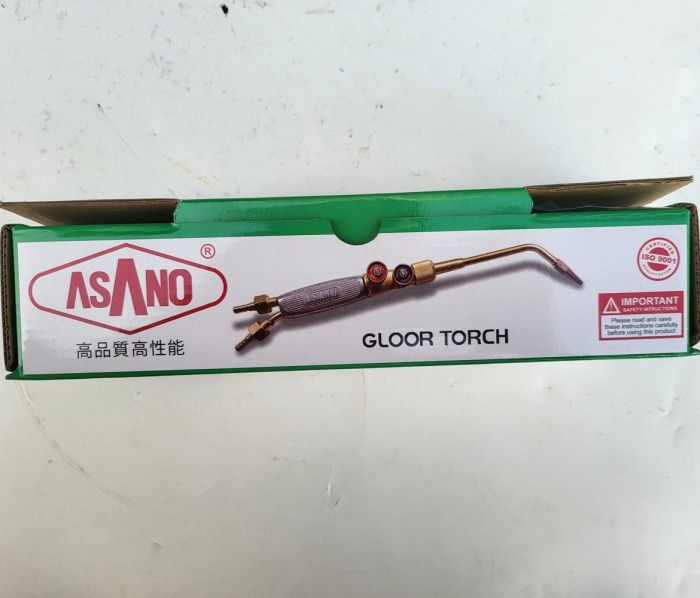 ASANO
®
高品質高性能
ASANO
GLOOR TORCH
CERTIFIED
ISO 9001
IMPORTANT
SAFETY INSTRUCTIONS
Please read and save
these instructions carefully
before using this product